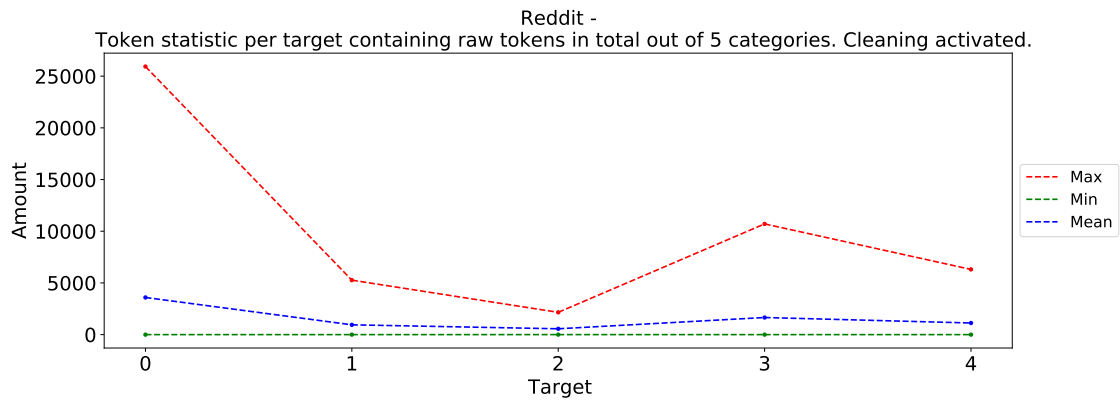 Reddit -
Token statistic per target containing raw tokens in total out of 5 categories. Cleaning activated.
25000
20000
15000
10000
5000
0
Amount
0 1 2 3 4
Target
Max
Min
Mean